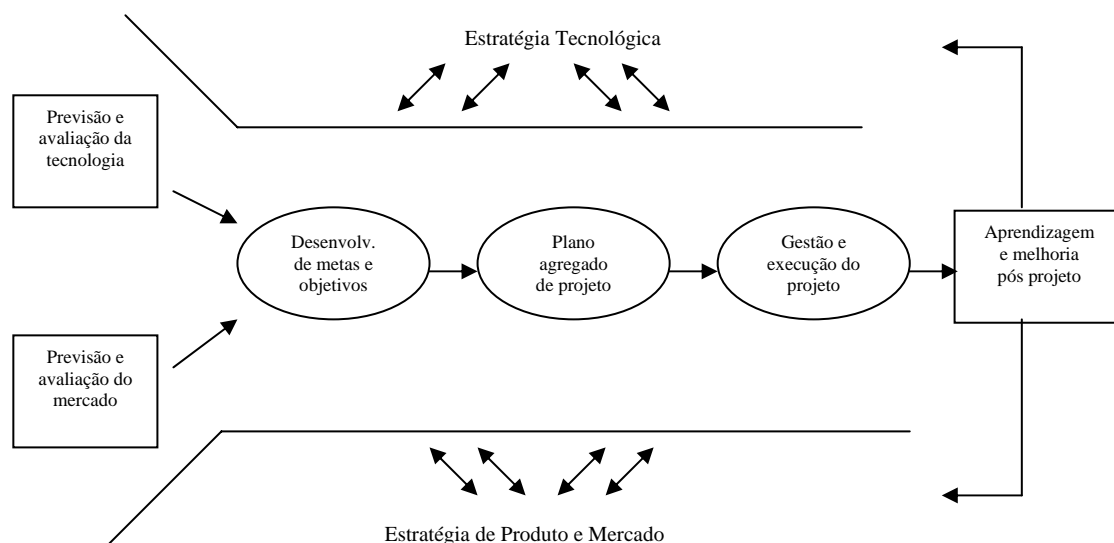 Estratégia Tecnológica
Previsão e
avaliação da
tecnologia
Desenvolv.
de metas e
objetivos
Plano
agregado
de projeto
Gestão e
execução do
projeto
Aprendizagem
e melhoria
pós projeto
Previsão e
avaliação do
mercado
Estratégia de Produto e Mercado